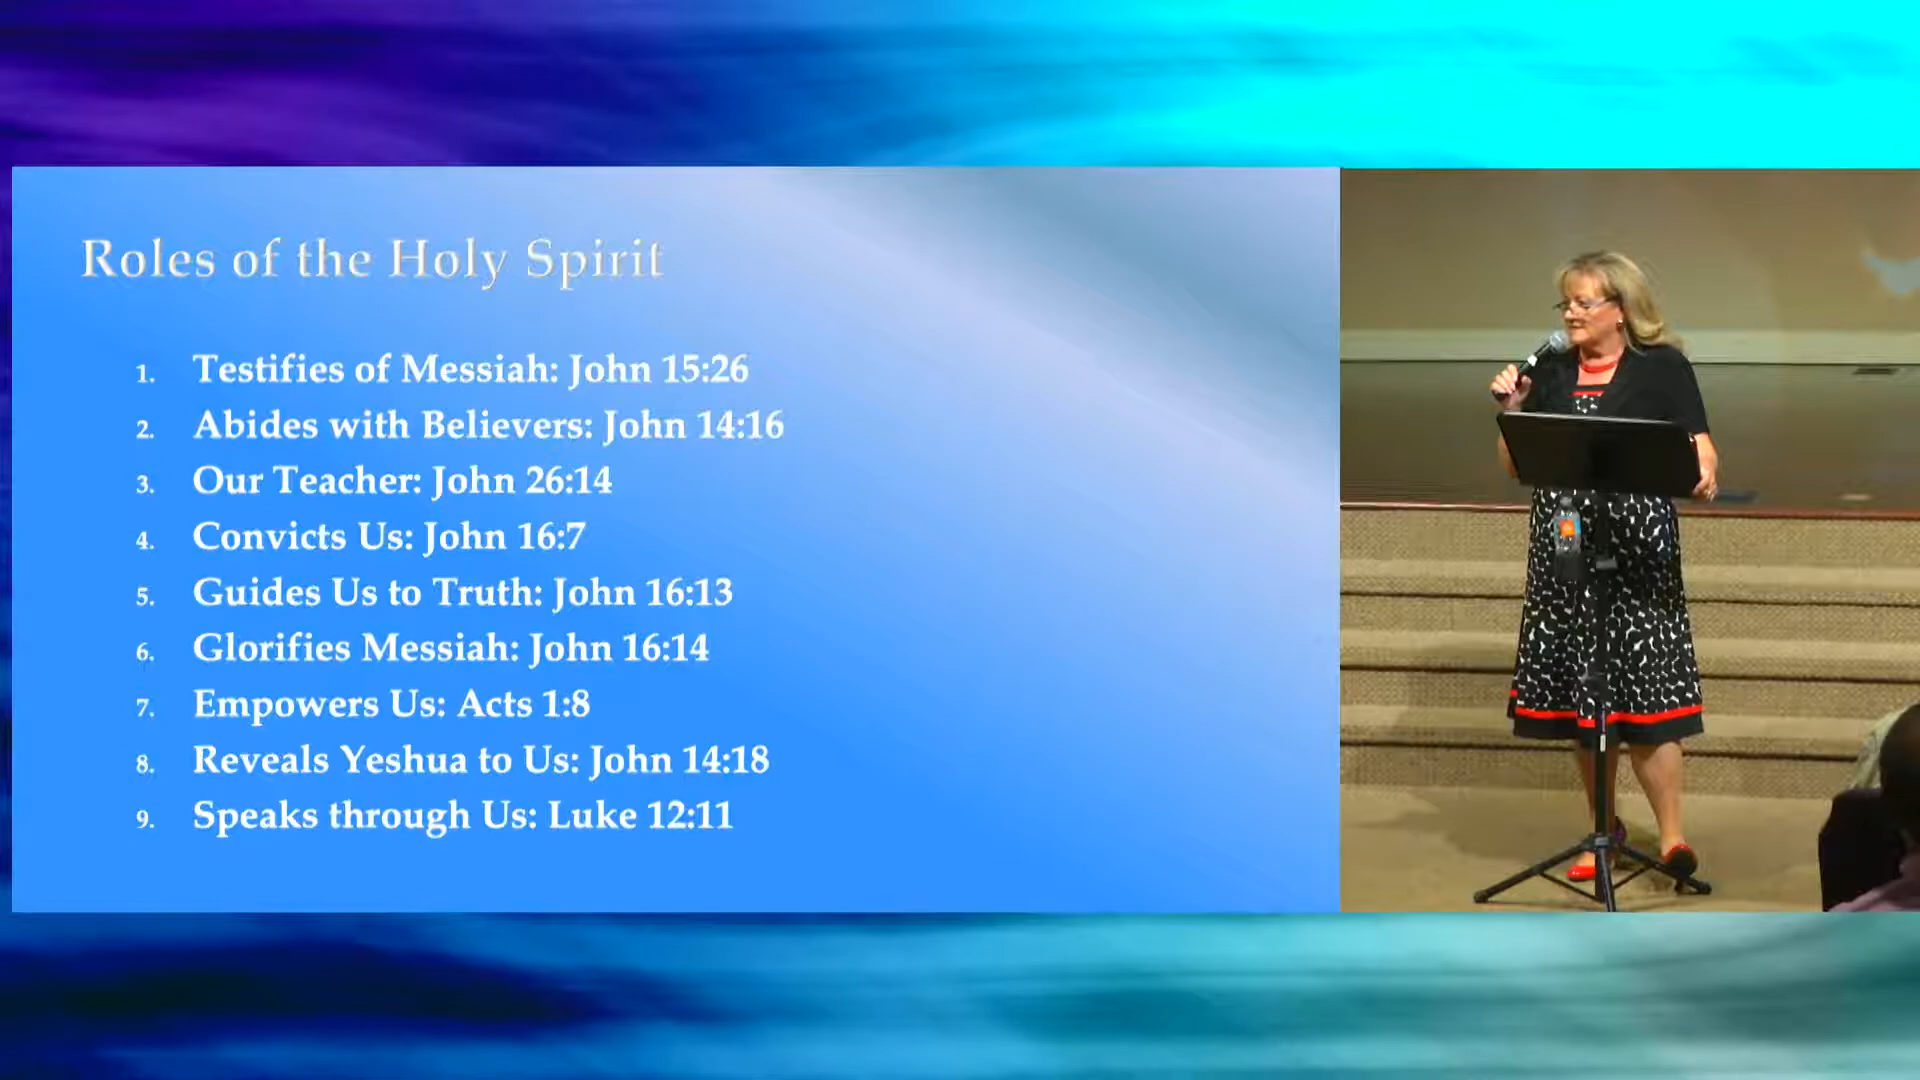 Roles of the Holy Spirit
1. Testifies of Messiah: John 15:26
2. Abides with Believers: John 14:16
3. Our Teacher: John 26:14
4. Convicts Us: John 16:7
5. Guides Us to Truth: John 16:13
6. Glorifies Messiah: John 16:14
7. Empowers Us: Acts 1:8
8. Reveals Yeshua to Us: John 14:18
9. Speaks through Us: Luke 12:11